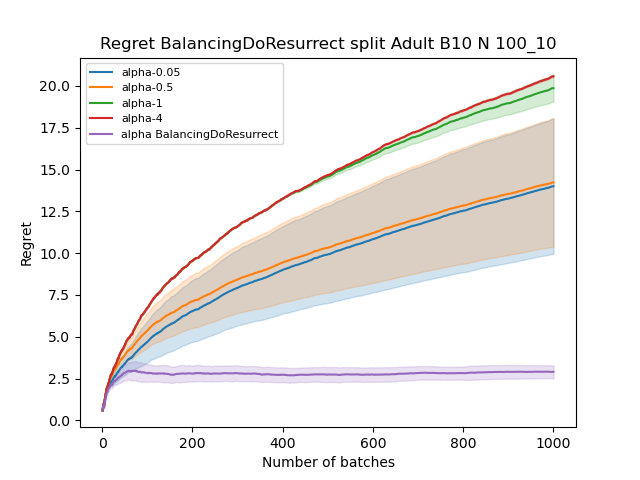 Regret BalancingDoResurrect split Adult B10 N 100_10
alpha-0.05
alpha-0.5
alpha-1
alpha-4
alpha BalancingDoResurrect
Regret
20.0
17.5
15.0
12.5
10.0
7.5
5.0
2.5
0.0
0 200 400 600 800 1000
Number of batches